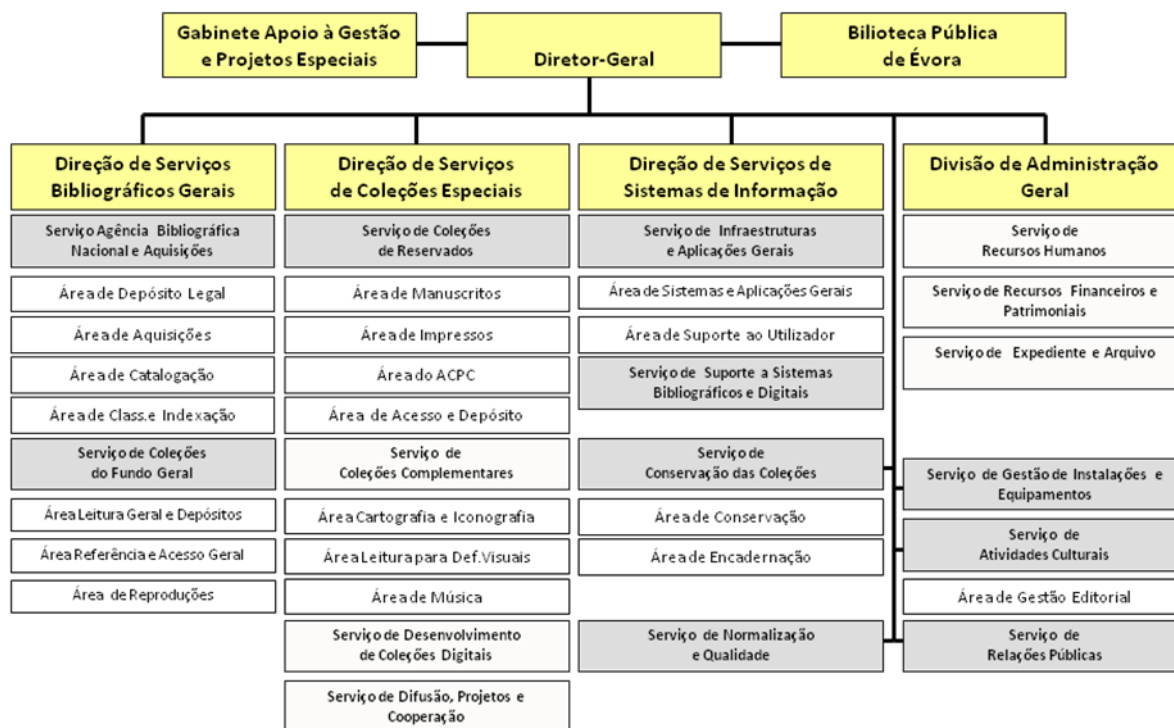 Gabinete Apoio à Gestão
e Projetos Especiais
Diretor-Geral
Bilioteca Pública
de Évora
Direção de Serviços
Bibliográficos Gerais
Serviço Agência Bibliográfica
Nacional e Aquisições
Área de Depósito Legal
Área de Aquisições
Área de Catalogação
Área de Class.e Indexação
Serviço de Coleções
do Fundo Geral
Área Leitura Geral e Depósitos
Área Referência e Acesso Geral
Área de Reproduções
Direção de Serviços
de Coleções Especiais
Serviço de Coleções
de Reservados
Área de Manuscritos
Área de Impressos
Área do ACPC
Área de Acesso e Depósito
Serviço de
Coleções Complementares
Área Cartografia e Iconografia
Área Leitura para Def.Visuais
Área de Música
Serviço de Desenvolvimento
de Coleções Digitais
Serviço de Difusão, Projetos e
Cooperação
Direção de Serviços de
Sistemas de Informação
Serviço de Infraestruturas
e Aplicações Gerais
Área de Sistemas e Aplicações Gerais
Área de Suporte ao Utilizador
Serviço de Suporte a Sistemas
Bibliográficos e Digitais
Serviço de
Conservação das Coleções
Área de Conservação
Área de Encadernação
Serviço de Normalização
e Qualidade
Divisão de Administração
Geral
Serviço de
Recursos Humanos
Serviço de Recursos Financeiros e
Patrimoniais
Serviço de Expediente e Arquivo
Serviço de Gestão de Instalações e
Equipamentos
Serviço de
Atividades Culturais
Área de Gestão Editorial
Serviço de
Relações Públicas